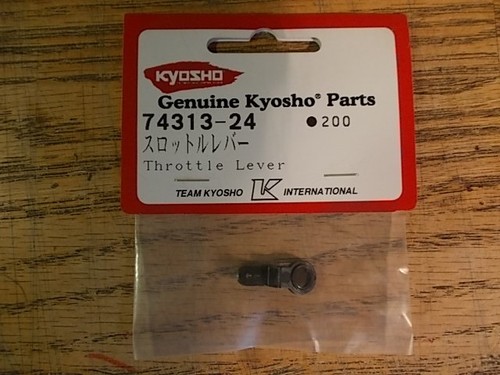 KYOSHO
Genuine Kyosho® Parts
74313-24 ●200
スロットルレバー
Throttle Lever
TEAM KYOSHO K INTERNATIONAL